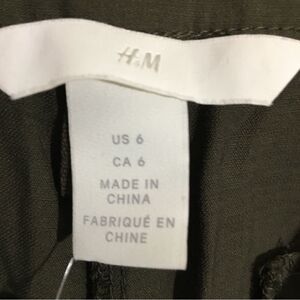 H&M
US 6
CA 6
MADE IN
CHINA
FABRIQUÉ EN
CHINE